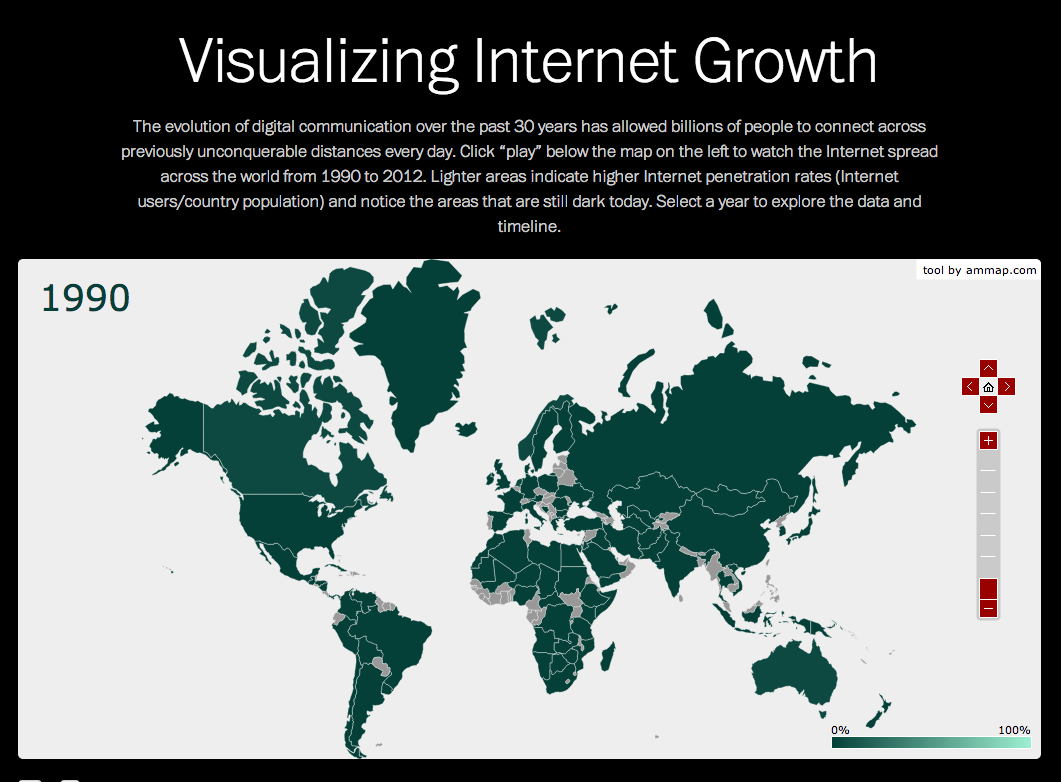 Visualizing Internet Growth
The evolution of digital communication over the past 30 years has allowed billions of people to connect across
previously unconquerable distances every day. Click “play” below the map on the left to watch the Internet spread
across the world from 1990 to 2012. Lighter areas indicate higher Internet penetration rates (Internet
users/country population) and notice the areas that are still dark today. Select a year to explore the data and
timeline.
tool by ammap.com
1990
0% 100%